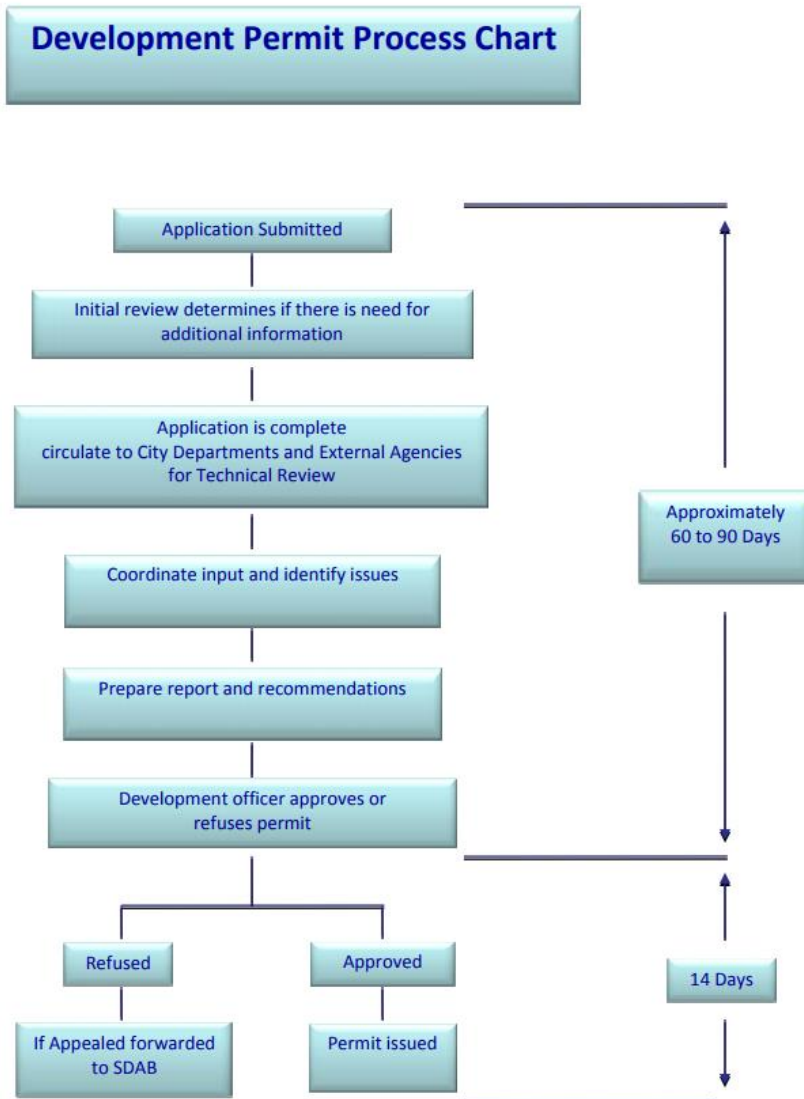 Development Permit Process Chart
Application Submitted
Initial review determines if there is need for
additional information
Application is complete
circulate to City Departments and External Agencies
for Technical Review
Approximately
60 to 90 Days
Coordinate input and identify issues
Prepare report and recommendations
Development officer approves or
refuses permit
Refused
Approved
14 Days
If Appealed forwarded
to SDAB
Permit issued